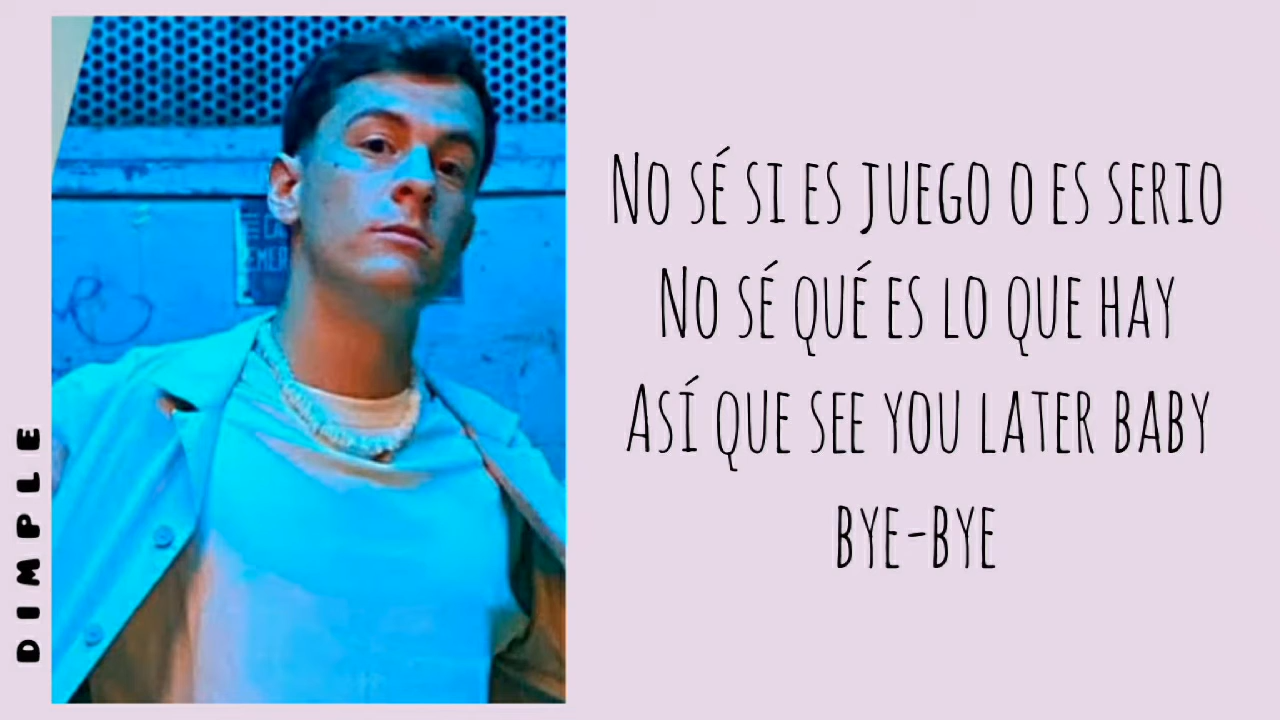 DIMPLE
No sé si es juego o es serio
No sé qué es lo que hay
Así que see you later baby
bye-bye